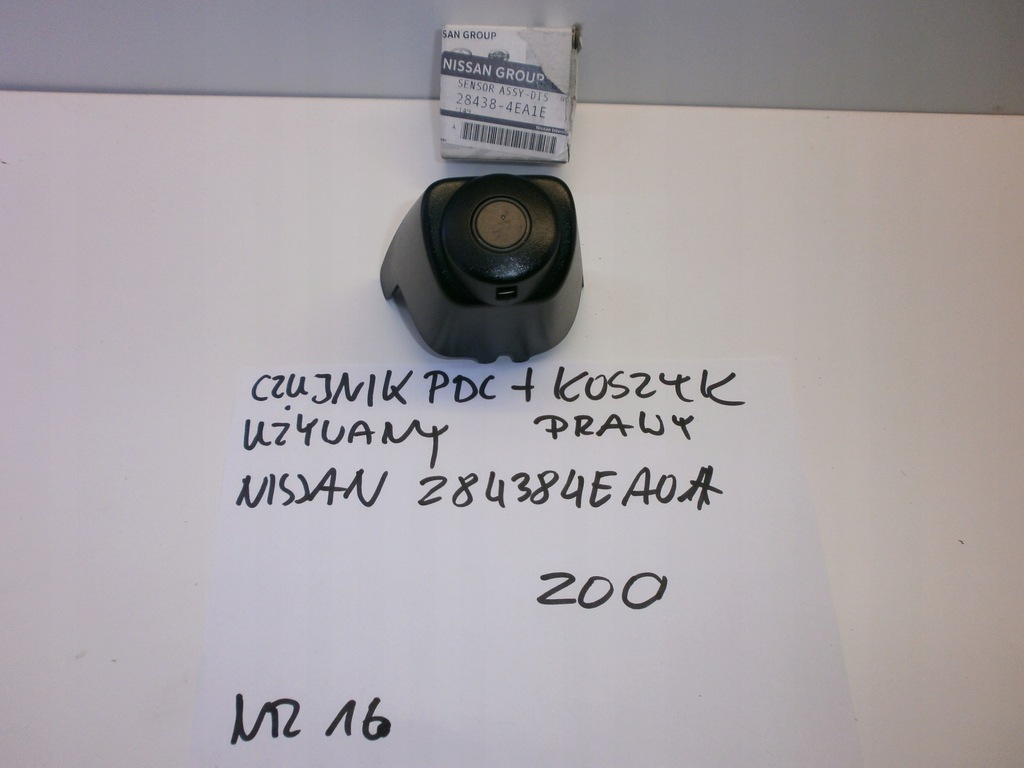 SAN GROUP
NISSAN GROUP
SENSOR ASSY-DIS
28438-4EA1E
CZUJNIK PDC + KOSZYK
UŻYWANY PRAWY
NISSAN 284384EA0A
200
NR 16